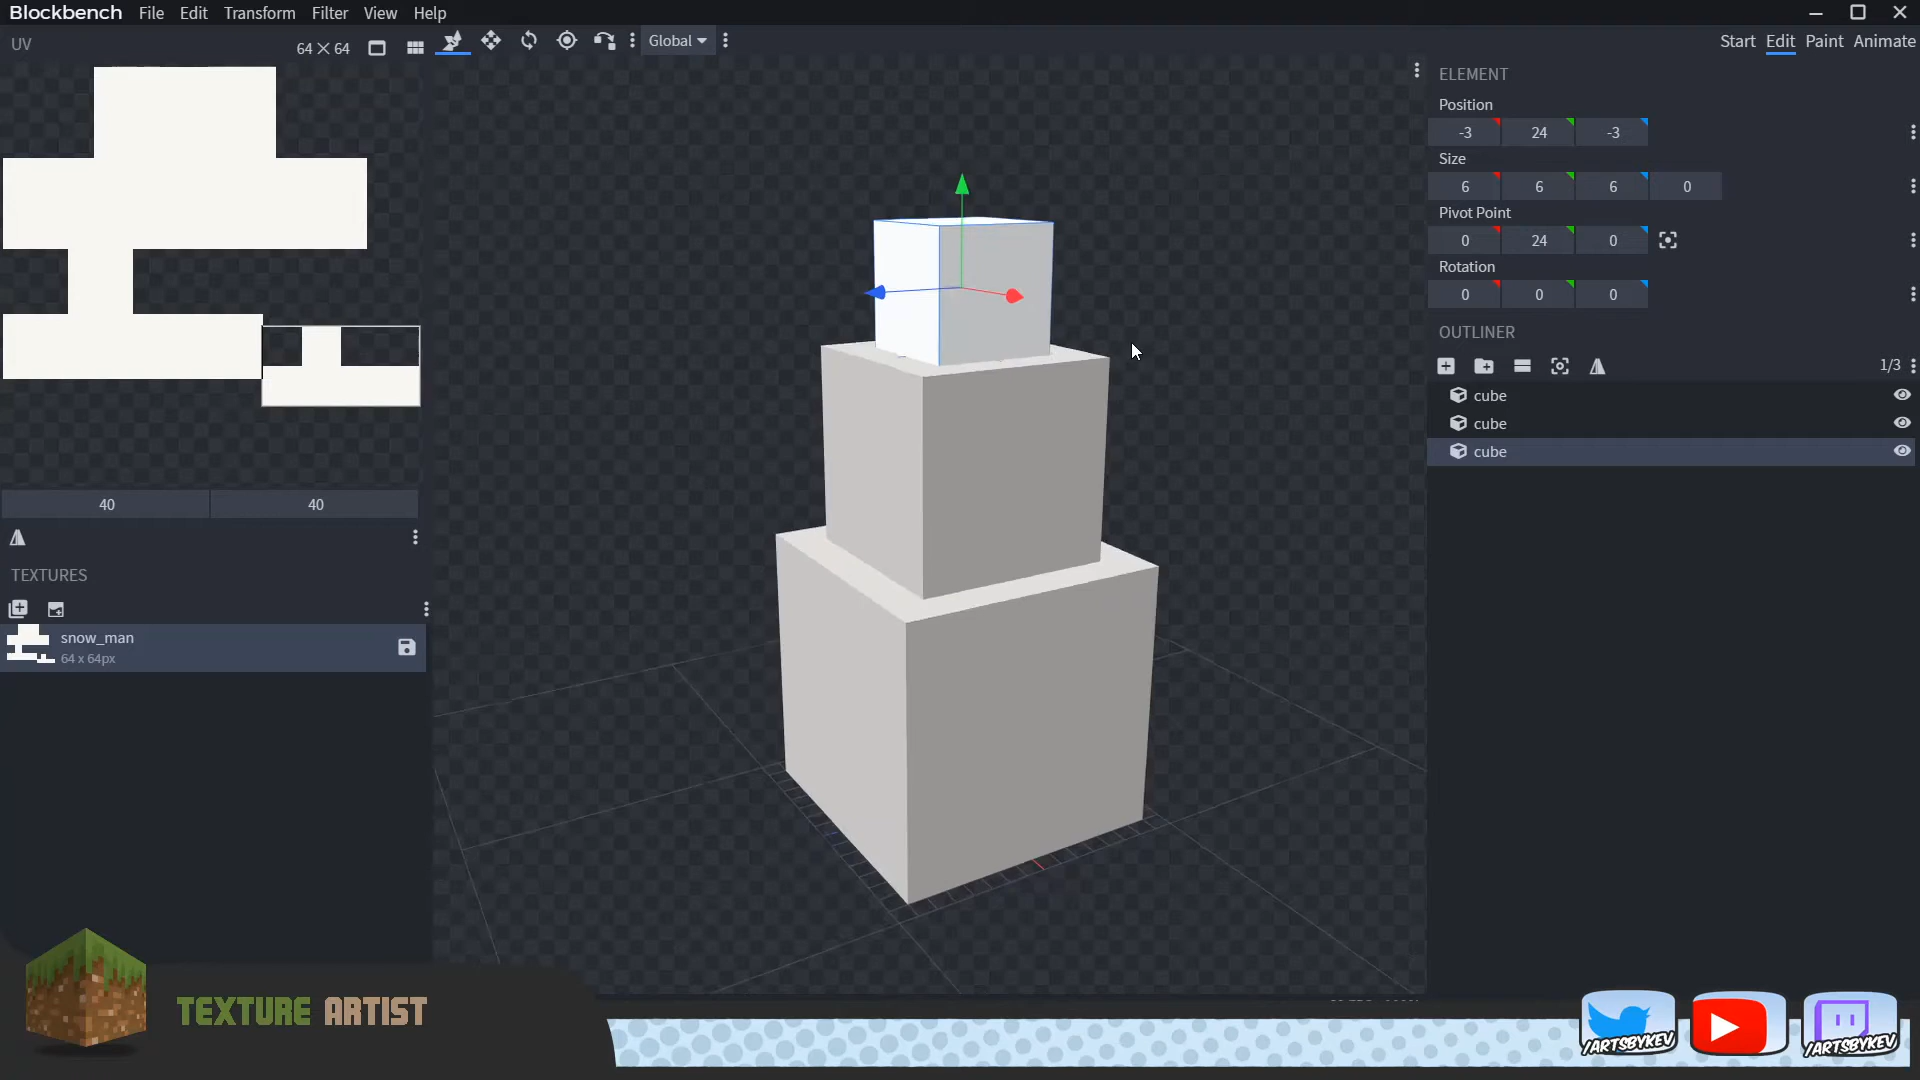 Blockbench File Edit Transform Filter View Help
UV 64×64 Global Start Edit Paint Animate
ELEMENT
Position
-3 24 -3
Size
6 6 6 0
Pivot Point
0 24 0
Rotation
0 0 0
OUTLINER
1/3
cube
cube
cube
40 40
TEXTURES
snow_man
64 x 64px
TEXTURE ARTIST
/ARTSBYKEV
/ARTSBYKEV